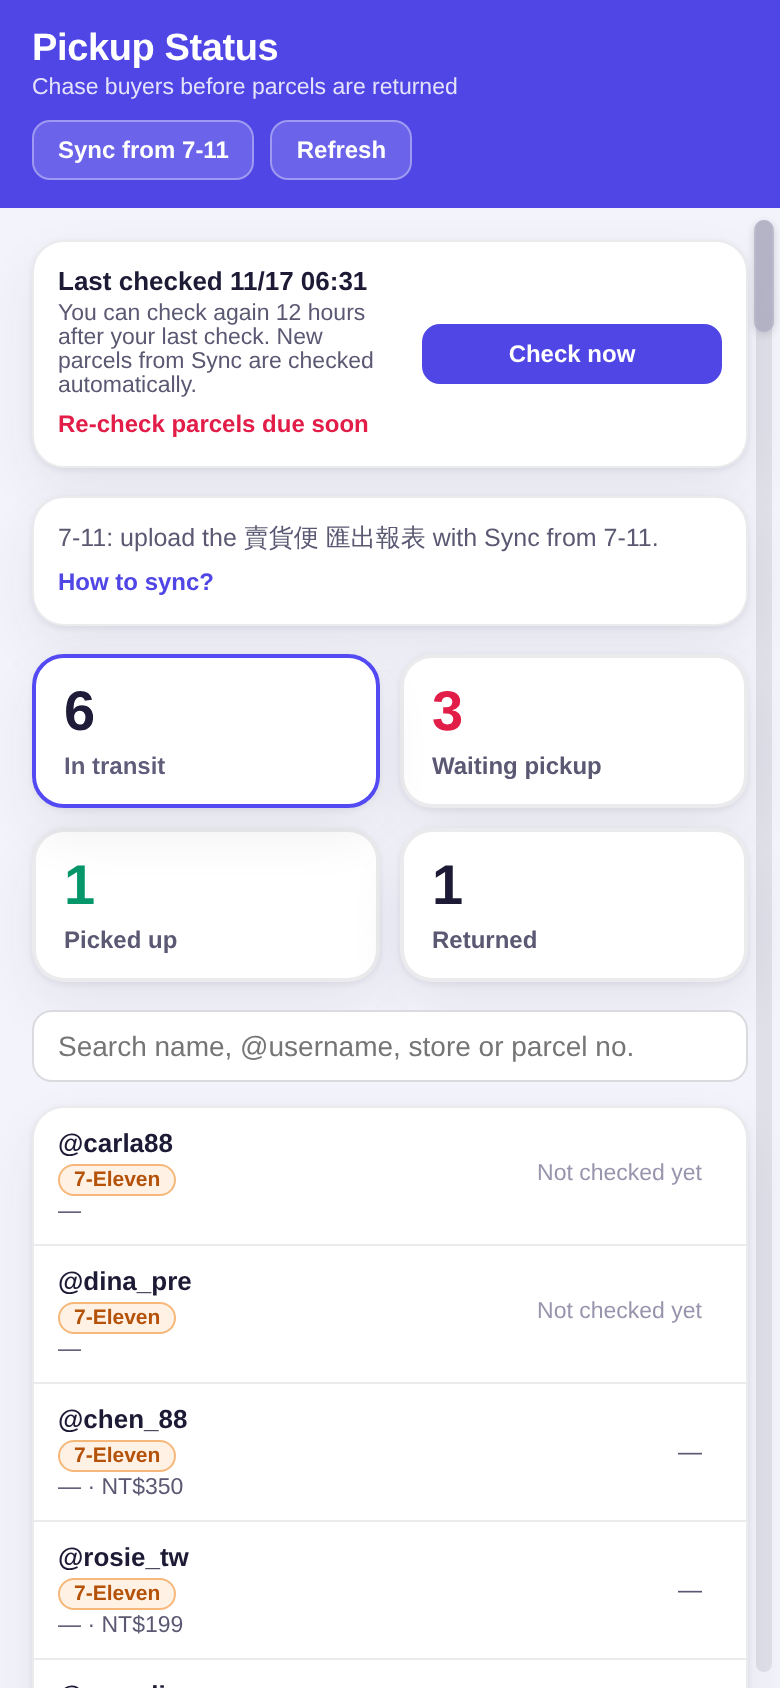 Pickup Status
Chase buyers before parcels are returned
Sync from 7-11
Refresh
Last checked 11/17 06:31
You can check again 12 hours
after your last check. New
parcels from Sync are checked
automatically.
Re-check parcels due soon
Check now
7-11: upload the 賣貨便 匯出報表 with Sync from 7-11.
How to sync?
6
In transit
3
Waiting pickup
1
Picked up
1
Returned
Search name, @username, store or parcel no.
@carla88
7-Eleven
—
Not checked yet
@dina_pre
7-Eleven
—
Not checked yet
@chen_88
7-Eleven
— · NT$350
—
@rosie_tw
7-Eleven
— · NT$199
—